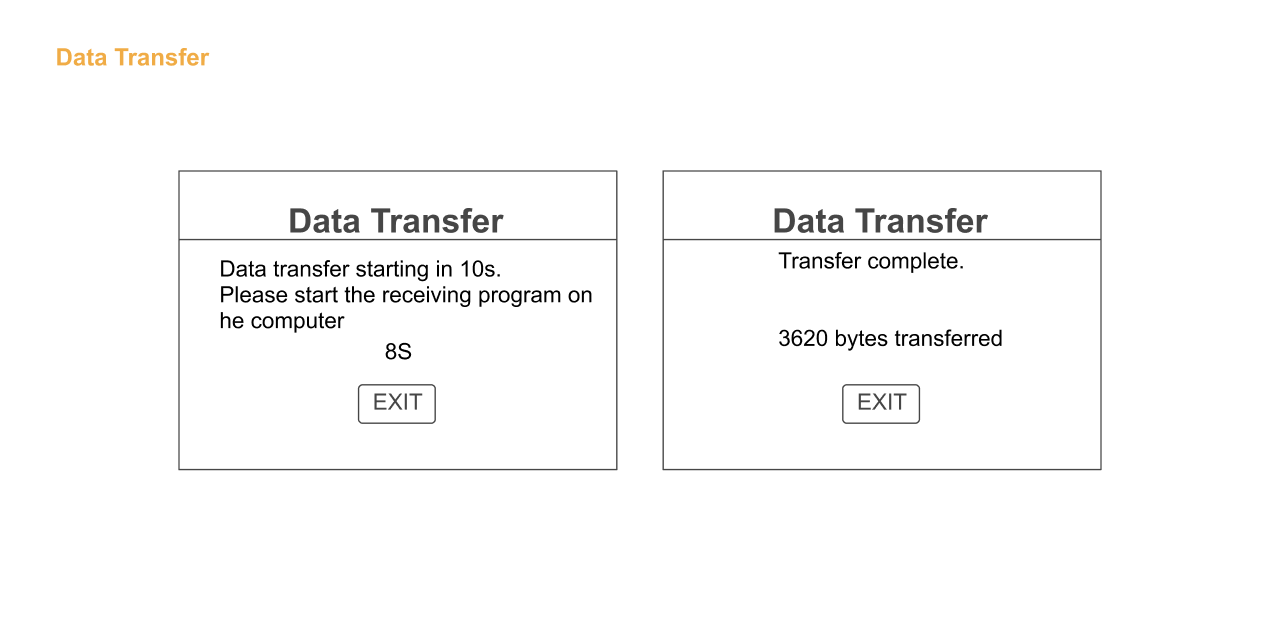 Data Transfer
Data Transfer
Data transfer starting in 10s.
Please start the receiving program on
he computer
8S
EXIT
Data Transfer
Transfer complete.
3620 bytes transferred
EXIT